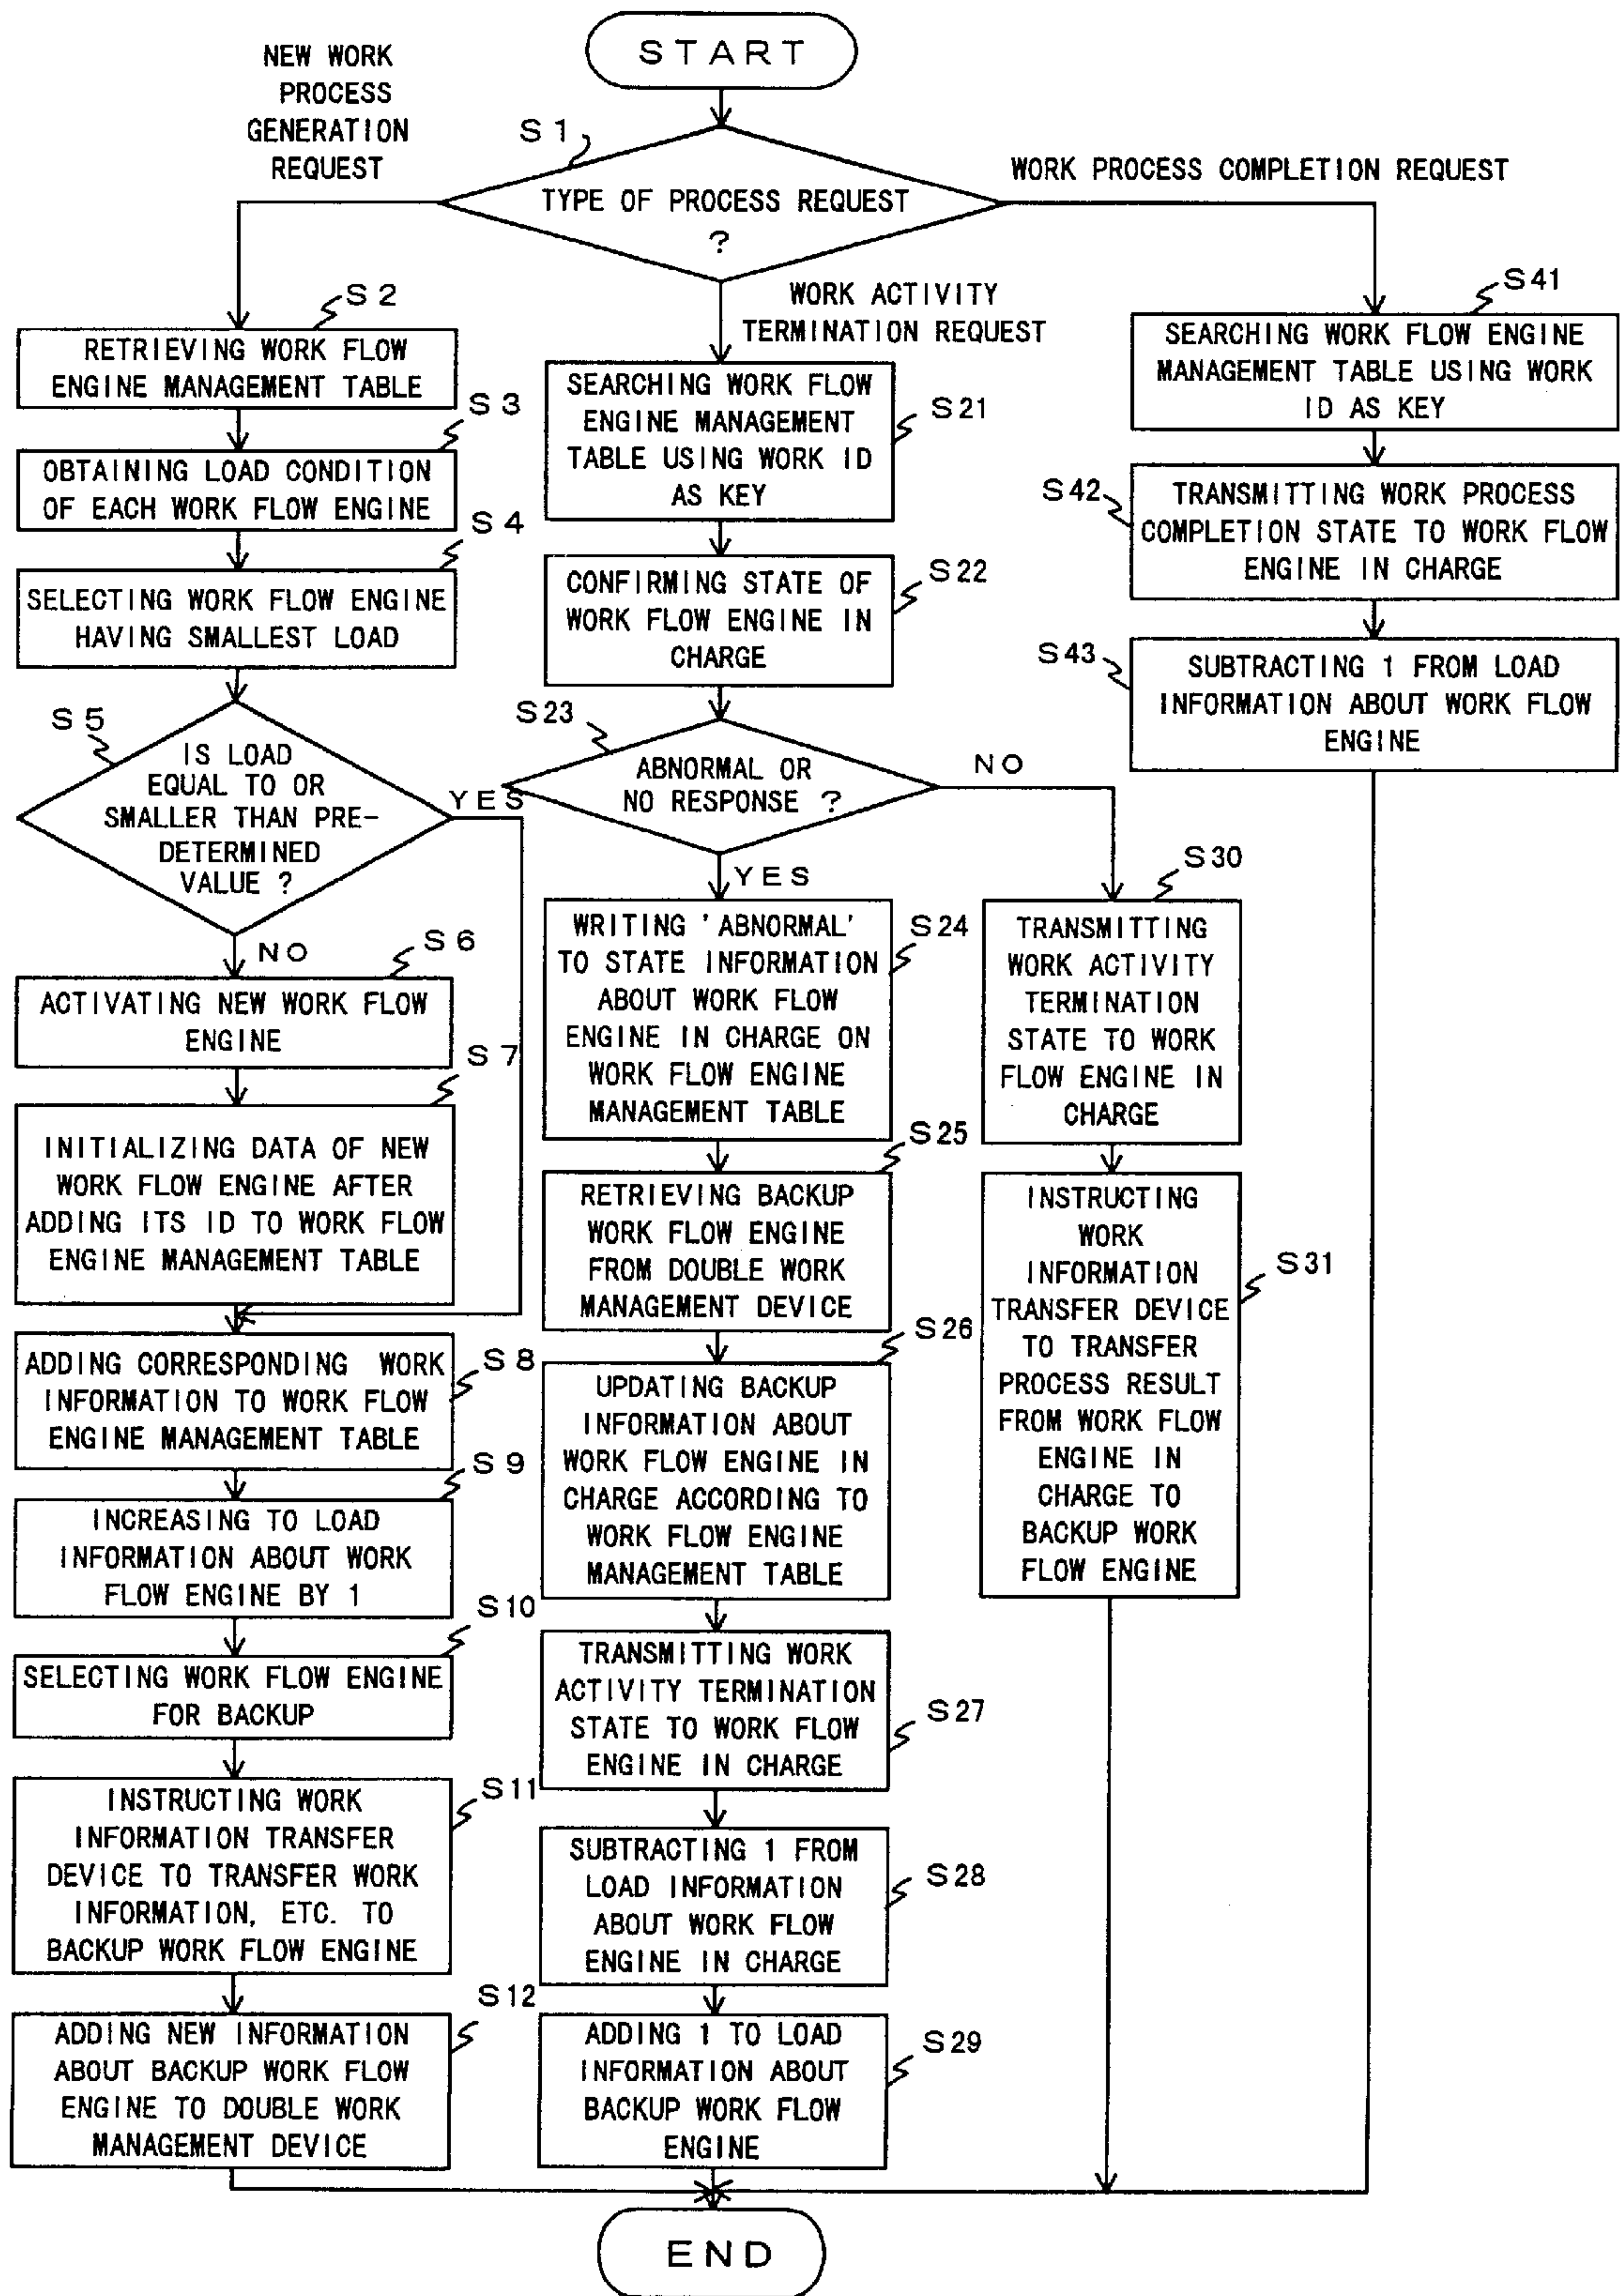 START
NEW WORK
PROCESS
GENERATION
REQUEST
S1
TYPE OF PROCESS REQUEST
?
WORK PROCESS COMPLETION REQUEST
WORK ACTIVITY
TERMINATION REQUEST
S2
RETRIEVING WORK FLOW
ENGINE MANAGEMENT TABLE
S3
OBTAINING LOAD CONDITION
OF EACH WORK FLOW ENGINE
S4
SELECTING WORK FLOW ENGINE
HAVING SMALLEST LOAD
S5
IS LOAD
EQUAL TO OR
SMALLER THAN PRE-
DETERMINED
VALUE ?
YES
NO
S6
ACTIVATING NEW WORK FLOW
ENGINE
S7
INITIALIZING DATA OF NEW
WORK FLOW ENGINE AFTER
ADDING ITS ID TO WORK FLOW
ENGINE MANAGEMENT TABLE
S8
ADDING CORRESPONDING WORK
INFORMATION TO WORK FLOW
ENGINE MANAGEMENT TABLE
S9
INCREASING TO LOAD
INFORMATION ABOUT WORK
FLOW ENGINE BY 1
S10
SELECTING WORK FLOW ENGINE
FOR BACKUP
S11
INSTRUCTING WORK
INFORMATION TRANSFER
DEVICE TO TRANSFER WORK
INFORMATION, ETC. TO
BACKUP WORK FLOW ENGINE
S12
ADDING NEW INFORMATION
ABOUT BACKUP WORK FLOW
ENGINE TO DOUBLE WORK
MANAGEMENT DEVICE
S21
SEARCHING WORK FLOW
ENGINE MANAGEMENT
TABLE USING WORK ID
AS KEY
S22
CONFIRMING STATE OF
WORK FLOW ENGINE IN
CHARGE
S23
ABNORMAL OR
NO RESPONSE ?
NO
YES
S24
WRITING 'ABNORMAL'
TO STATE INFORMATION
ABOUT WORK FLOW
ENGINE IN CHARGE ON
WORK FLOW ENGINE
MANAGEMENT TABLE
S25
RETRIEVING BACKUP
WORK FLOW ENGINE
FROM DOUBLE WORK
MANAGEMENT DEVICE
S26
UPDATING BACKUP
INFORMATION ABOUT
WORK FLOW ENGINE IN
CHARGE ACCORDING TO
WORK FLOW ENGINE
MANAGEMENT TABLE
S27
TRANSMITTING WORK
ACTIVITY TERMINATION
STATE TO WORK FLOW
ENGINE IN CHARGE
S28
SUBTRACTING 1 FROM
LOAD INFORMATION
ABOUT WORK FLOW
ENGINE IN CHARGE
S29
ADDING 1 TO LOAD
INFORMATION ABOUT
BACKUP WORK FLOW
ENGINE
S30
TRANSMITTING
WORK ACTIVITY
TERMINATION
STATE TO WORK
FLOW ENGINE IN
CHARGE
S31
INSTRUCTING
WORK
INFORMATION
TRANSFER DEVICE
TO TRANSFER
PROCESS RESULT
FROM WORK FLOW
ENGINE IN
CHARGE TO
BACKUP WORK
FLOW ENGINE
S41
SEARCHING WORK FLOW ENGINE
MANAGEMENT TABLE USING WORK
ID AS KEY
S42
TRANSMITTING WORK PROCESS
COMPLETION STATE TO WORK FLOW
ENGINE IN CHARGE
S43
SUBTRACTING 1 FROM LOAD
INFORMATION ABOUT WORK FLOW
ENGINE
END